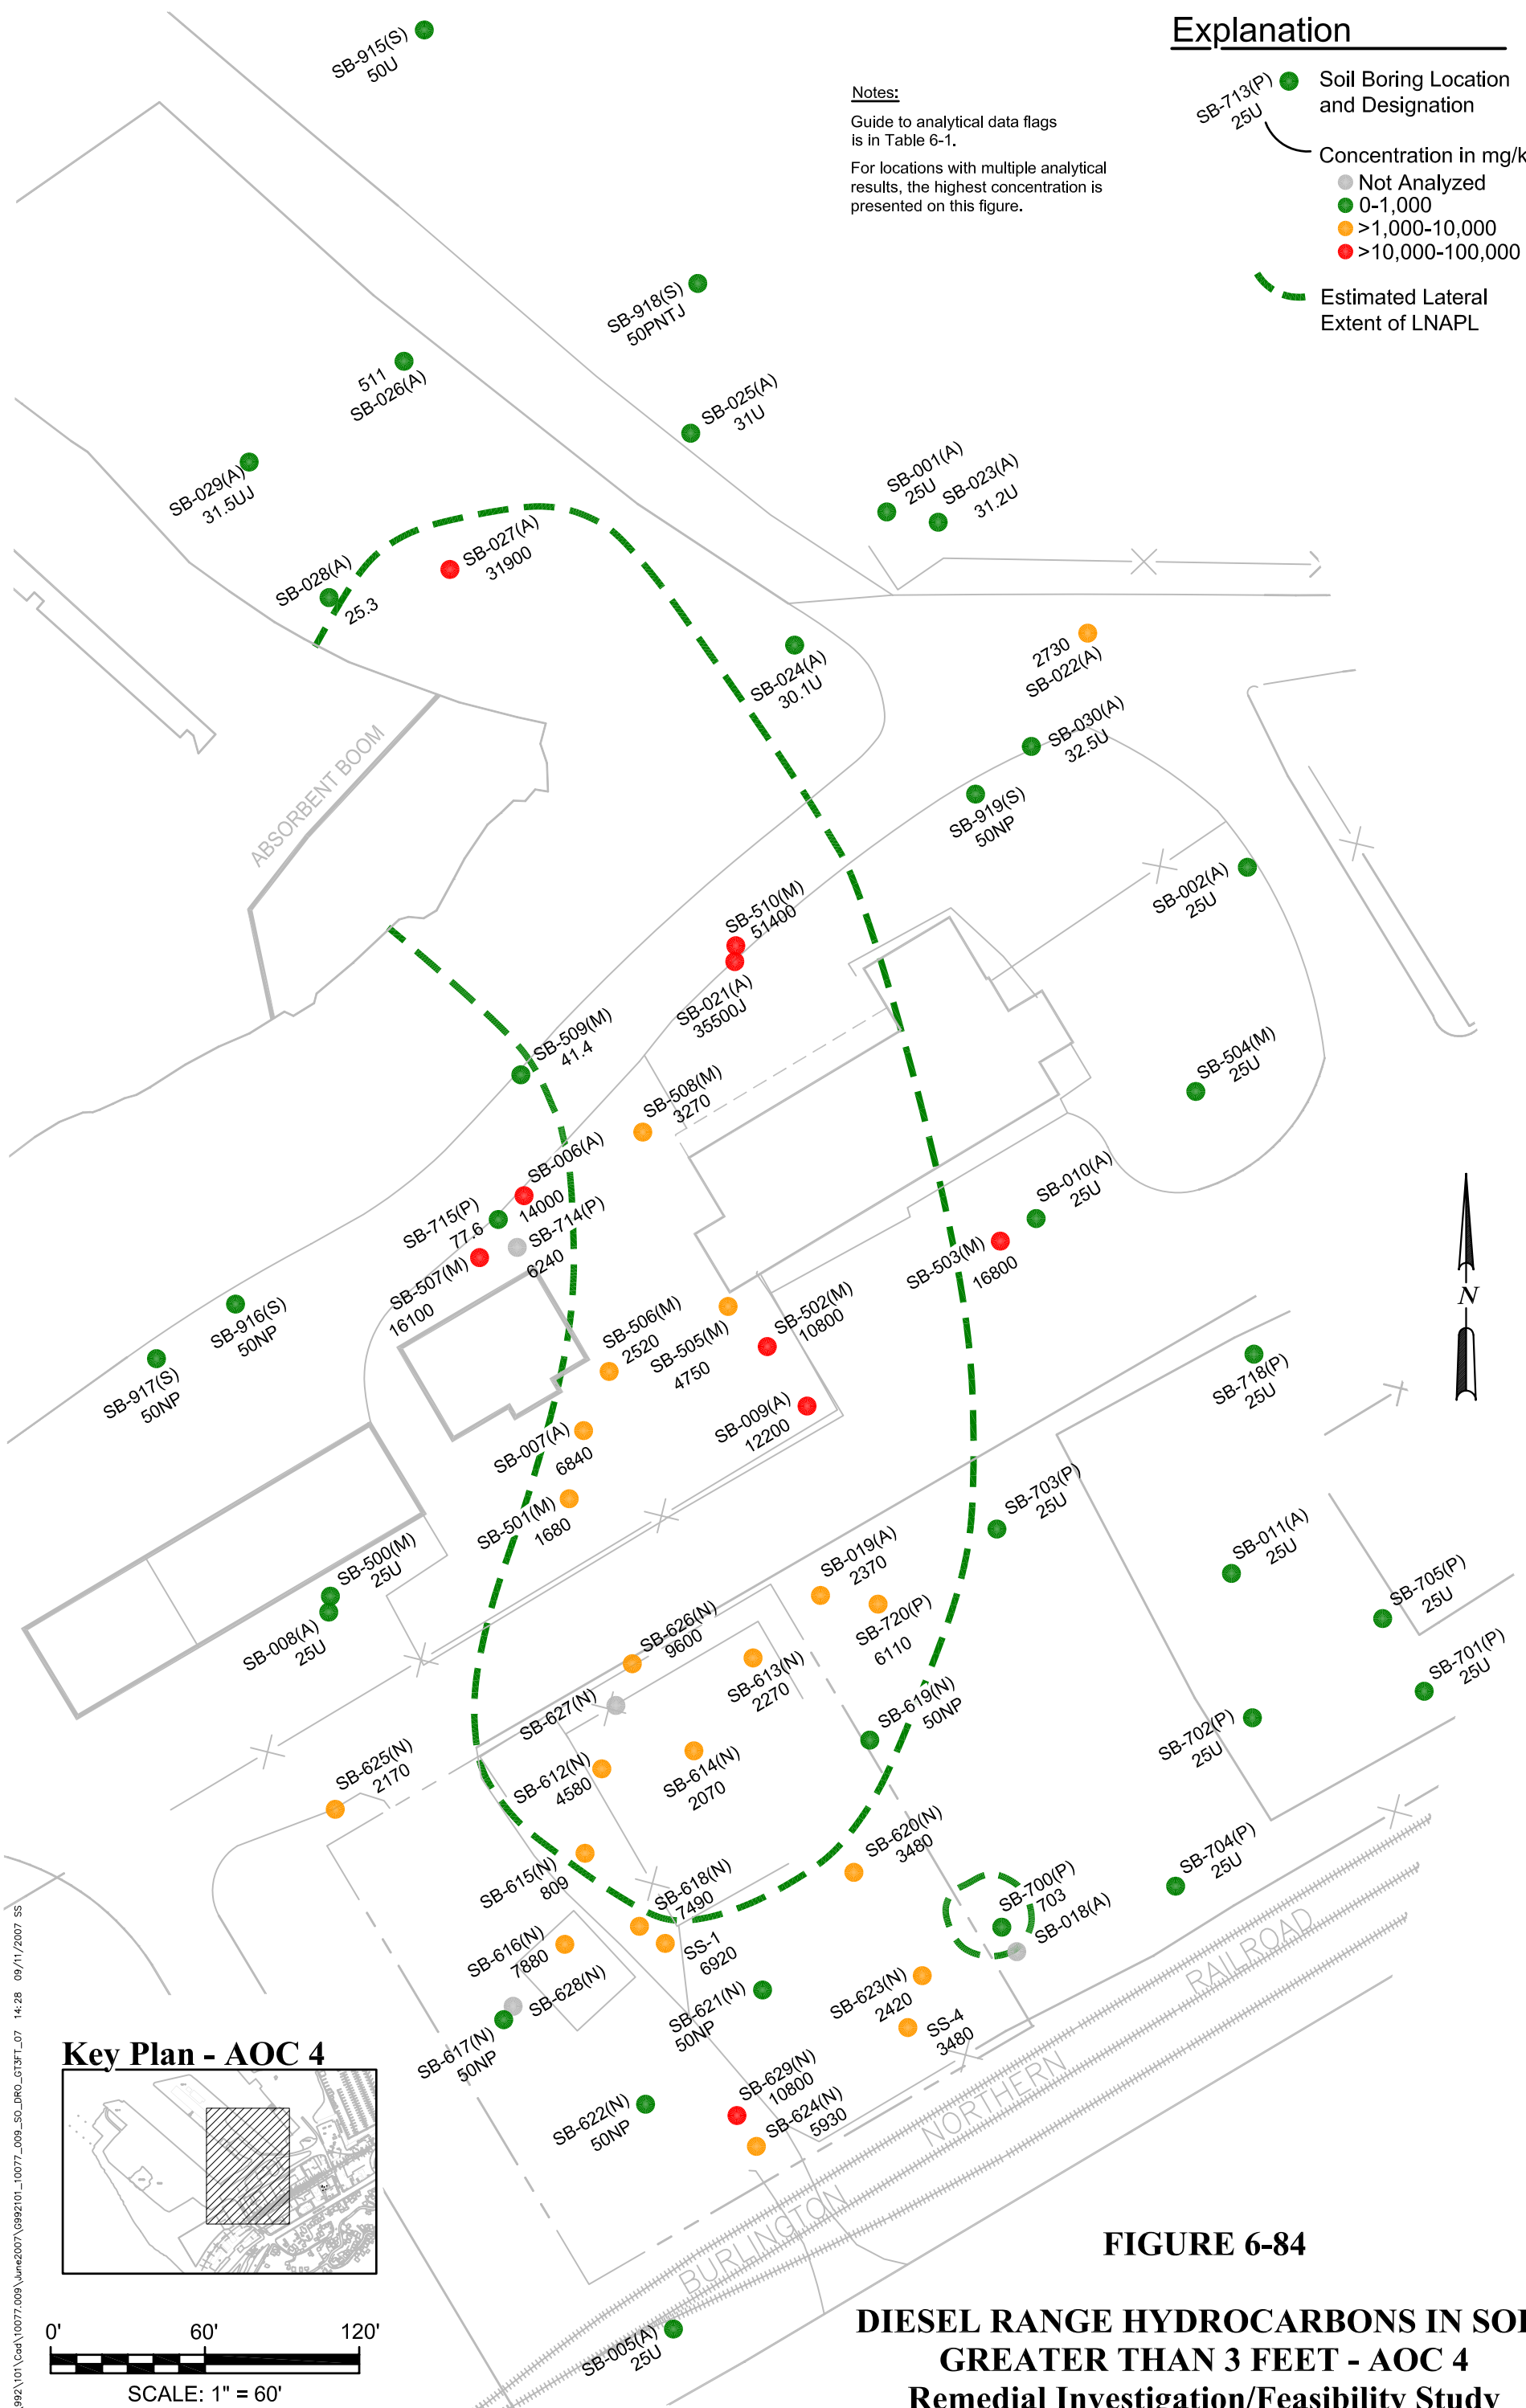 Explanation
SB-713(P)
25U
Soil Boring Location
and Designation
Concentration in mg/k
Not Analyzed
0-1,000
>1,000-10,000
>10,000-100,000
Estimated Lateral
Extent of LNAPL
Notes:
Guide to analytical data flags
is in Table 6-1.
For locations with multiple analytical
results, the highest concentration is
presented on this figure.
SB-915(S)
50U
SB-918(S)
50PNTJ
511
SB-026(A)
SB-025(A)
31U
SB-029(A)
31.5UJ
SB-001(A)
25U
SB-023(A)
31.2U
SB-027(A)
31900
SB-028(A)
25.3
SB-024(A)
30.1U
2730
SB-022(A)
SB-030(A)
32.5U
ABSORBENT BOOM
SB-919(S)
50NP
SB-002(A)
25U
SB-510(M)
51400
SB-021(A)
35500J
SB-509(M)
41.4
SB-504(M)
25U
SB-508(M)
3270
SB-006(A)
14000
SB-715(P)
77.6
SB-714(P)
6240
SB-010(A)
25U
SB-503(M)
16800
SB-507(M)
16100
SB-916(S)
50NP
SB-917(S)
50NP
SB-506(M)
2520
SB-505(M)
4750
SB-502(M)
10800
SB-718(P)
25U
SB-009(A)
12200
SB-007(A)
6840
SB-501(M)
1680
SB-703(P)
25U
SB-500(M)
25U
SB-008(A)
25U
SB-019(A)
2370
SB-720(P)
6110
SB-011(A)
25U
SB-705(P)
25U
SB-626(N)
9600
SB-613(N)
2270
SB-701(P)
25U
SB-627(N)
SB-619(N)
50NP
SB-702(P)
25U
SB-625(N)
2170
SB-612(N)
4580
SB-614(N)
2070
SB-620(N)
3480
SB-615(N)
809
SB-618(N)
7490
SB-704(P)
25U
SB-700(P)
703
SB-018(A)
SB-616(N)
7880
SS-1
6920
SB-628(N)
SB-617(N)
50NP
SB-621(N)
50NP
SB-623(N)
2420
SS-4
3480
SB-629(N)
10800
SB-624(N)
5930
SB-622(N)
50NP
SB-005(A)
25U
BURLINGTON NORTHERN RAILROAD
N
Key Plan - AOC 4
0' 60' 120'
SCALE: 1" = 60'
FIGURE 6-84
DIESEL RANGE HYDROCARBONS IN SOI
GREATER THAN 3 FEET - AOC 4
Remedial Investigation/Feasibility Study
992\101\Cad\10077.009\June2007\G992101_10077_009_SO_DRO_GT3FT_07 14:28 09/11/2007 SS